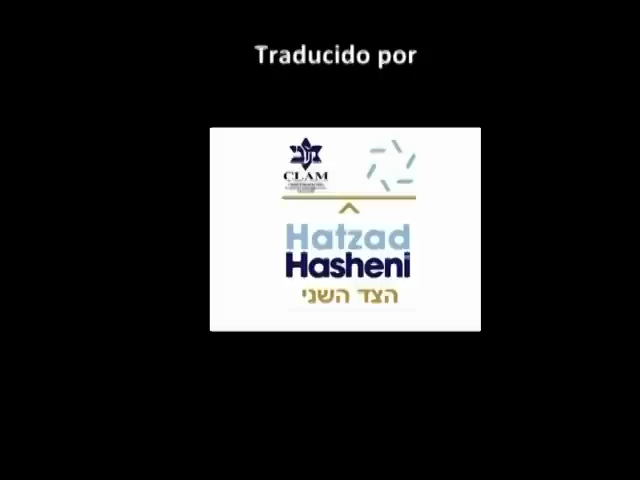 Traducido por
CLAM
Hatzad
Hasheni
הצד השני